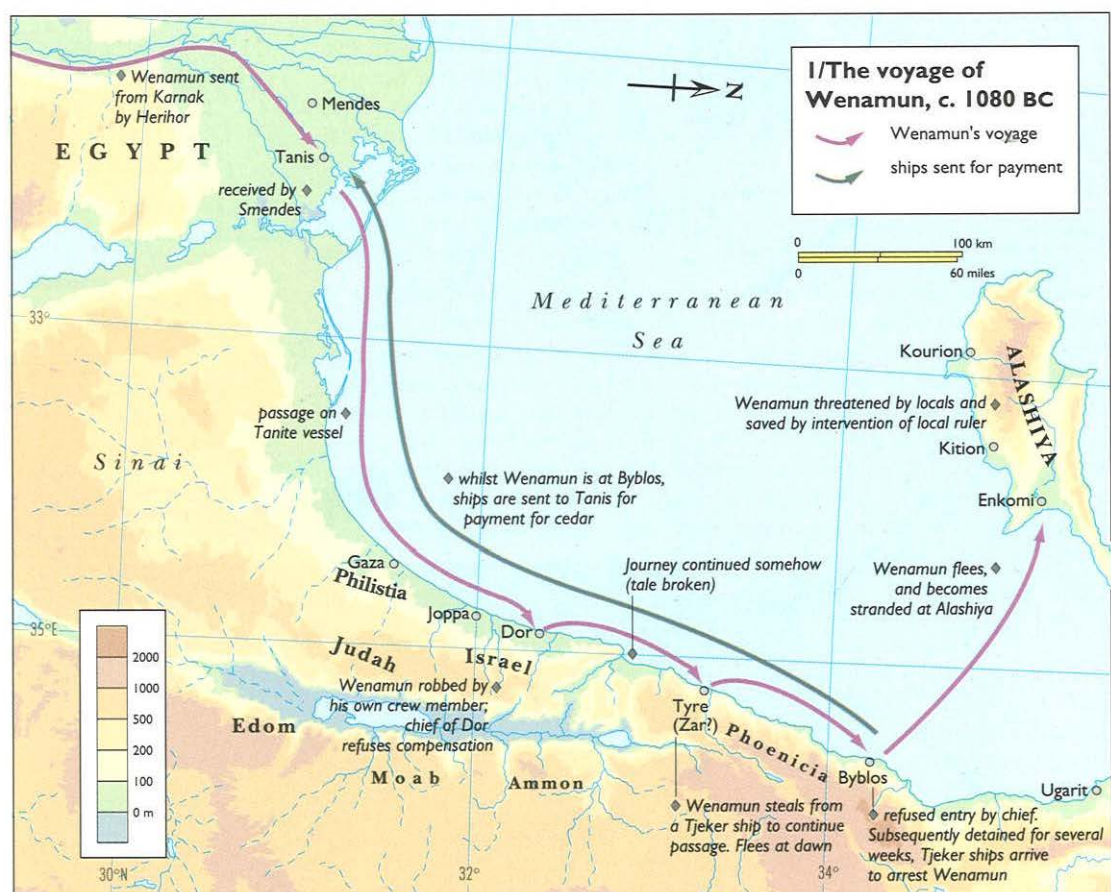 1/The voyage of
Wenamun, c. 1080 BC
Wenamun's voyage
ships sent for payment
N
0 100 km
0 60 miles
Wenamun sent
from Karnak
by Herihor
EGYPT
Mendes
Tanis
received by
Smendes
Mediterranean
Sea
33°
Kourion
ALASHIYA
passage on
Tanite vessel
Wenamun threatened by locals and
saved by intervention of local ruler
Kition
Sinai
whilst Wenamun is at Byblos,
ships are sent to Tanis for
payment for cedar
Enkomi
Gaza
Philistia
Journey continued somehow
(tale broken)
Wenamun flees,
and becomes
stranded at Alashiya
Joppa
Dor
35°E
Judah
Israel
Wenamun robbed by
his own crew member;
chief of Dor
refuses compensation
Edom
Moab
Ammon
Tyre
(Zar?)
Phoenicia
Byblos
Ugarit
Wenamun steals from
a Tjeker ship to continue
passage. Flees at dawn
refused entry by chief.
Subsequently detained for several
weeks, Tjeker ships arrive
to arrest Wenamun
2000
1000
500
200
100
0 m
30°N
32°
34°